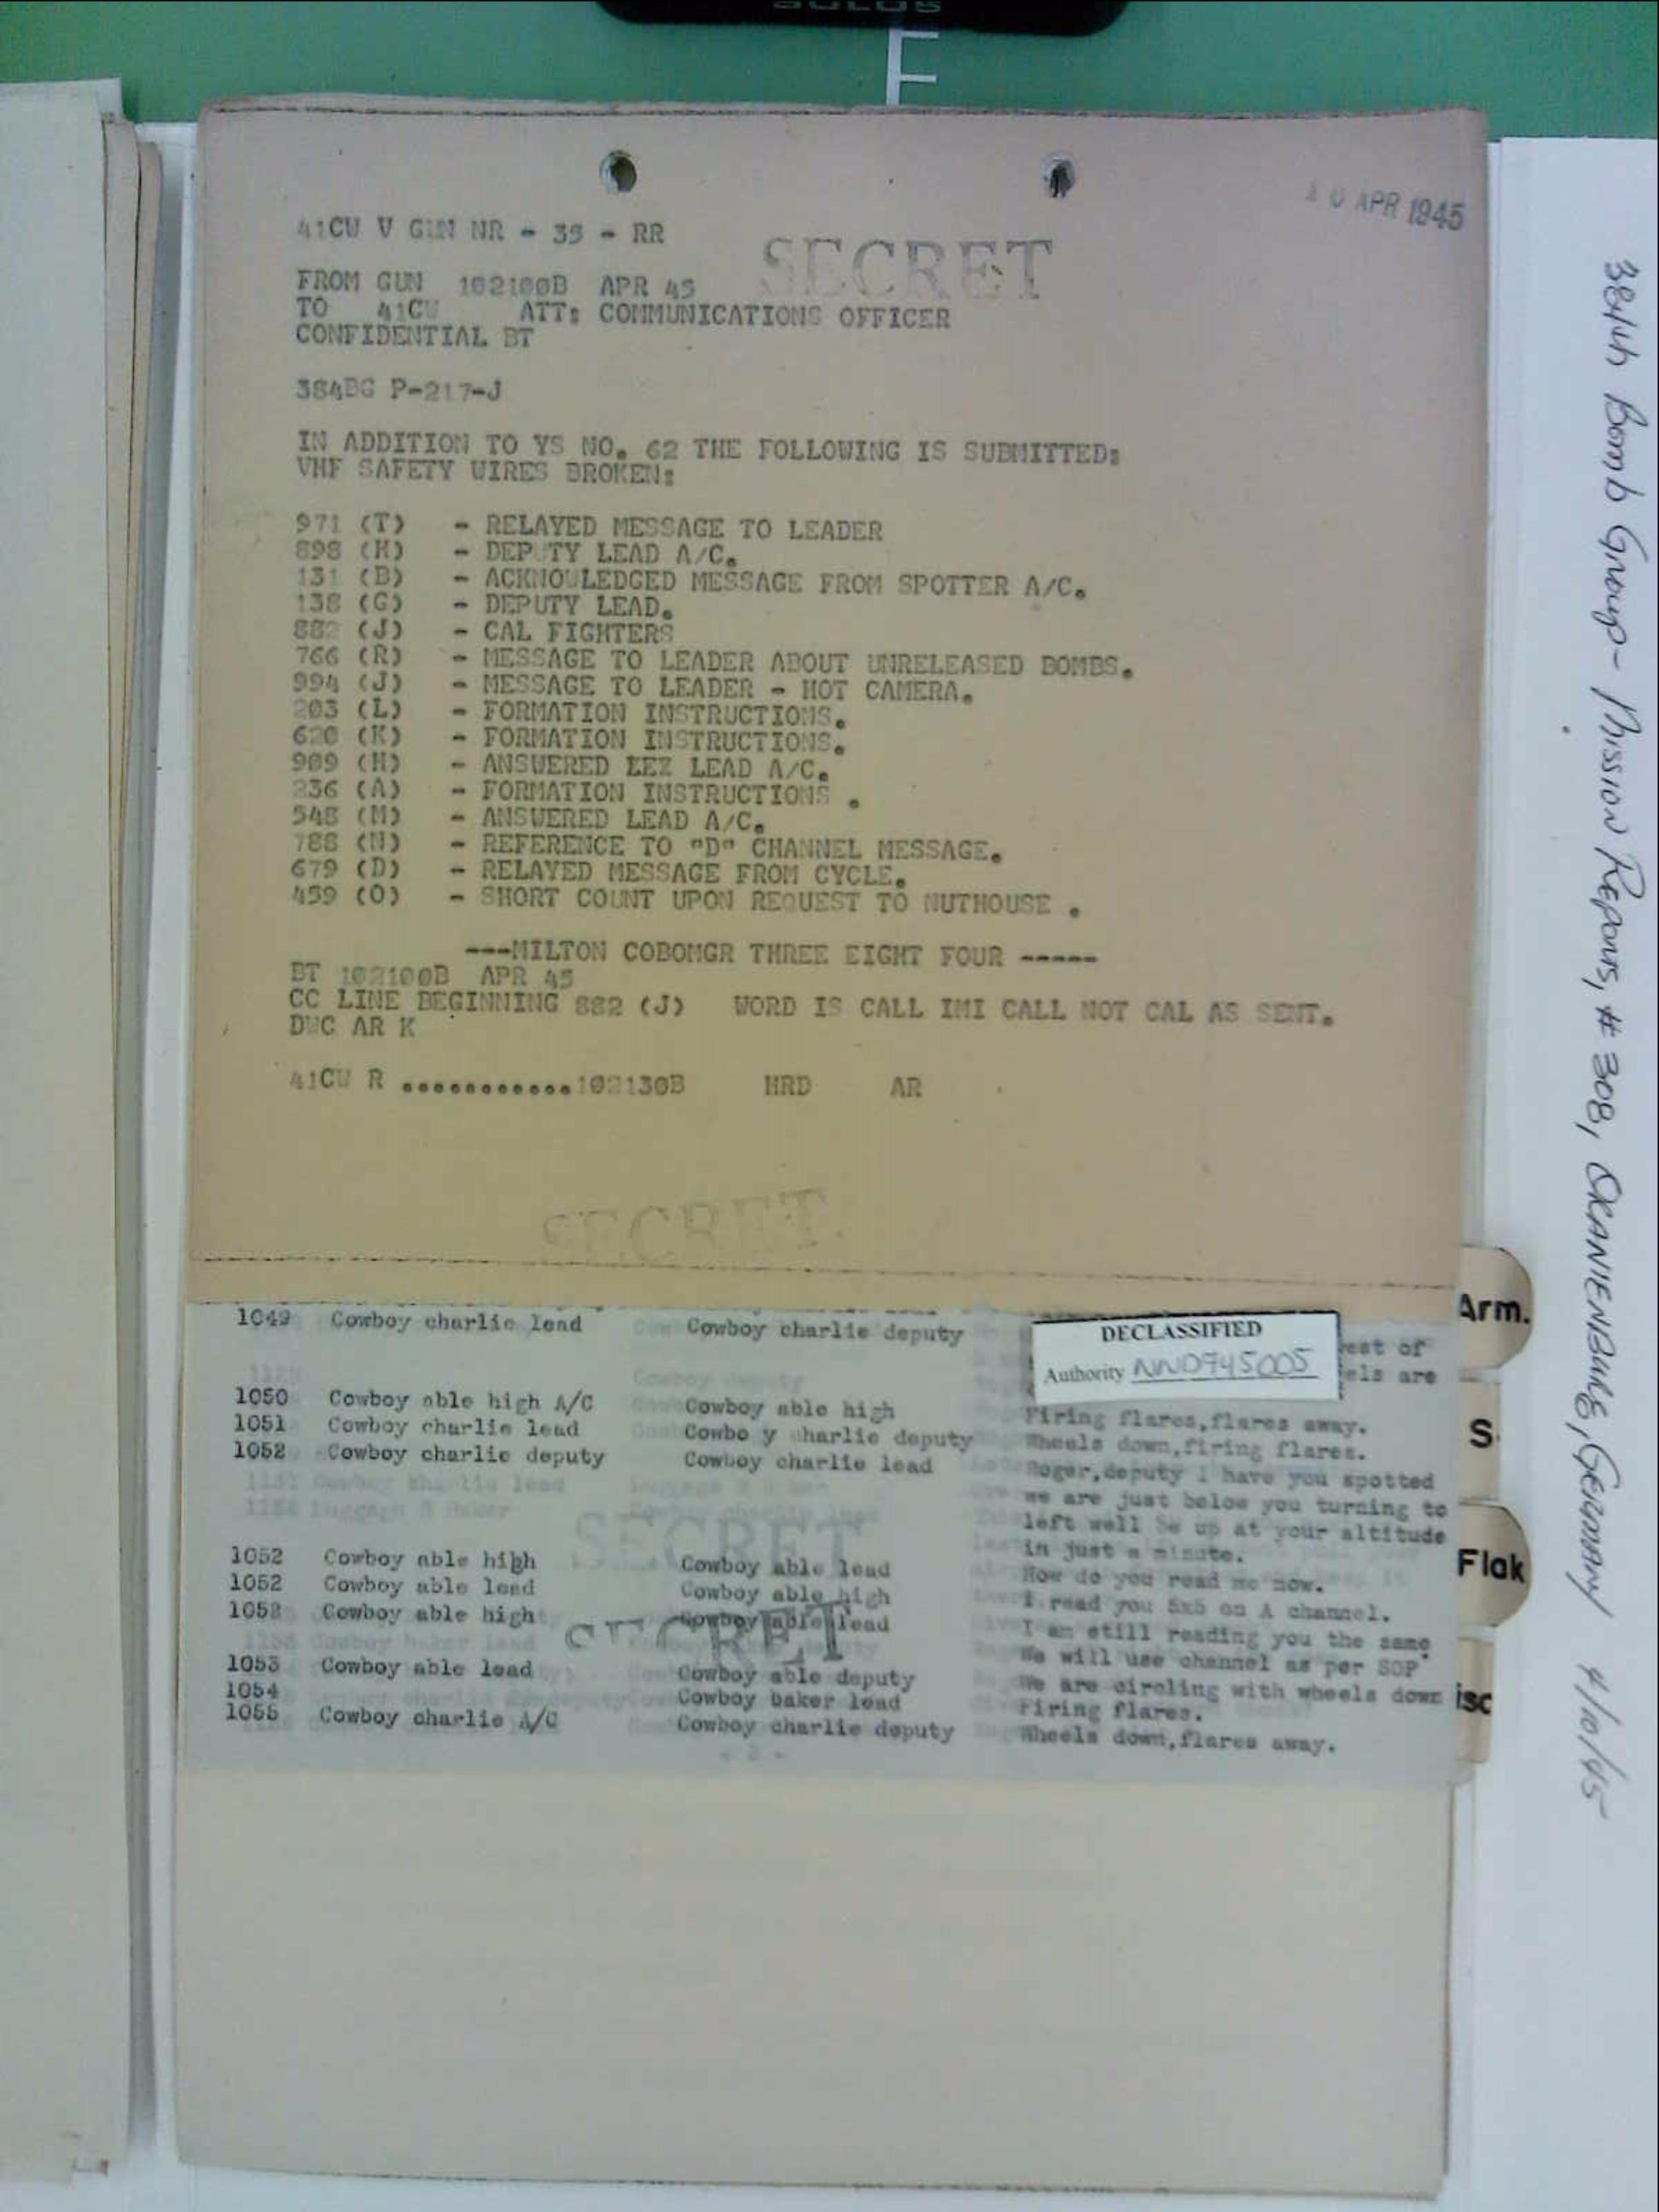 10 APR 1945
41CW V GUN NR - 35 - RR
SECRET
FROM GUN 102100B APR 45
TO 41CW ATT: COMMUNICATIONS OFFICER
CONFIDENTIAL BT
384BG P-217-J
IN ADDITION TO YS NO. 62 THE FOLLOWING IS SUBMITTED:
VHF SAFETY WIRES BROKEN:
971 (T) - RELAYED MESSAGE TO LEADER
898 (H) - DEPUTY LEAD A/C.
131 (B) - ACKNOWLEDGED MESSAGE FROM SPOTTER A/C.
138 (G) - DEPUTY LEAD.
882 (J) - CAL FIGHTERS
766 (R) - MESSAGE TO LEADER ABOUT UNRELEASED BOMBS.
994 (J) - MESSAGE TO LEADER - HOT CAMERA.
203 (L) - FORMATION INSTRUCTIONS.
620 (K) - FORMATION INSTRUCTIONS.
909 (H) - ANSWERED EEZ LEAD A/C.
236 (A) - FORMATION INSTRUCTIONS .
548 (M) - ANSWERED LEAD A/C.
788 (N) - REFERENCE TO "D" CHANNEL MESSAGE.
679 (D) - RELAYED MESSAGE FROM CYCLE.
459 (O) - SHORT COUNT UPON REQUEST TO NUTHOUSE .
---MILTON COBOMGR THREE EIGHT FOUR -----
BT 102100B APR 45
CC LINE BEGINNING 882 (J) WORD IS CALL IMI CALL NOT CAL AS SENT.
DWC AR K
41CW R ............102130B HRD AR
SECRET
1049 Cowboy charlie lead Cowboy charlie deputy
DECLASSIFIED
Authority NND745005
1050 Cowboy able high A/C Cowboy able high Firing flares,flares away.
1051 Cowboy charlie lead Cowbo y charlie deputy Wheels down,firing flares.
1052 Cowboy charlie deputy Cowboy charlie lead Roger,deputy I have you spotted
we are just below you turning to
left well be up at your altitude
in just a minute.
SECRET
1052 Cowboy able high Cowboy able lead How do you read me now.
1052 Cowboy able lead Cowboy able high I read you 5x5 on A channel.
1052 Cowboy able high Cowboy able lead I am still reading you the same
SECRET
We will use channel as per SOP
1053 Cowboy able lead Cowboy able deputy We are circling with wheels down
1054 Cowboy baker lead Firing flares.
1055 Cowboy charlie A/C Cowboy charlie deputy Wheels down,flares away.
Arm.
S
Flak
isc
384th Bomb Group - Mission Reports, # 308, ORANIENBURG, GERMANY 4/10/45